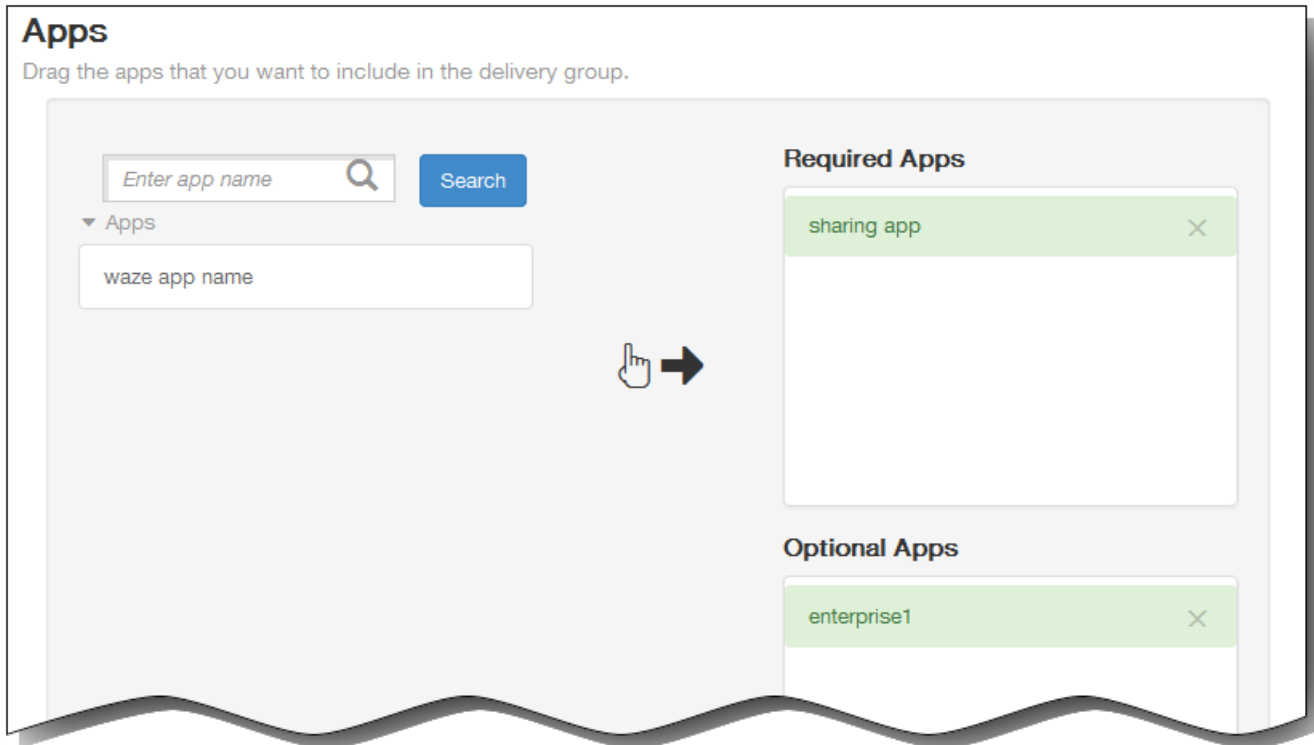 Apps
Drag the apps that you want to include in the delivery group.
Enter app name
Search
Apps
waze app name
Required Apps
sharing app
Optional Apps
enterprise1